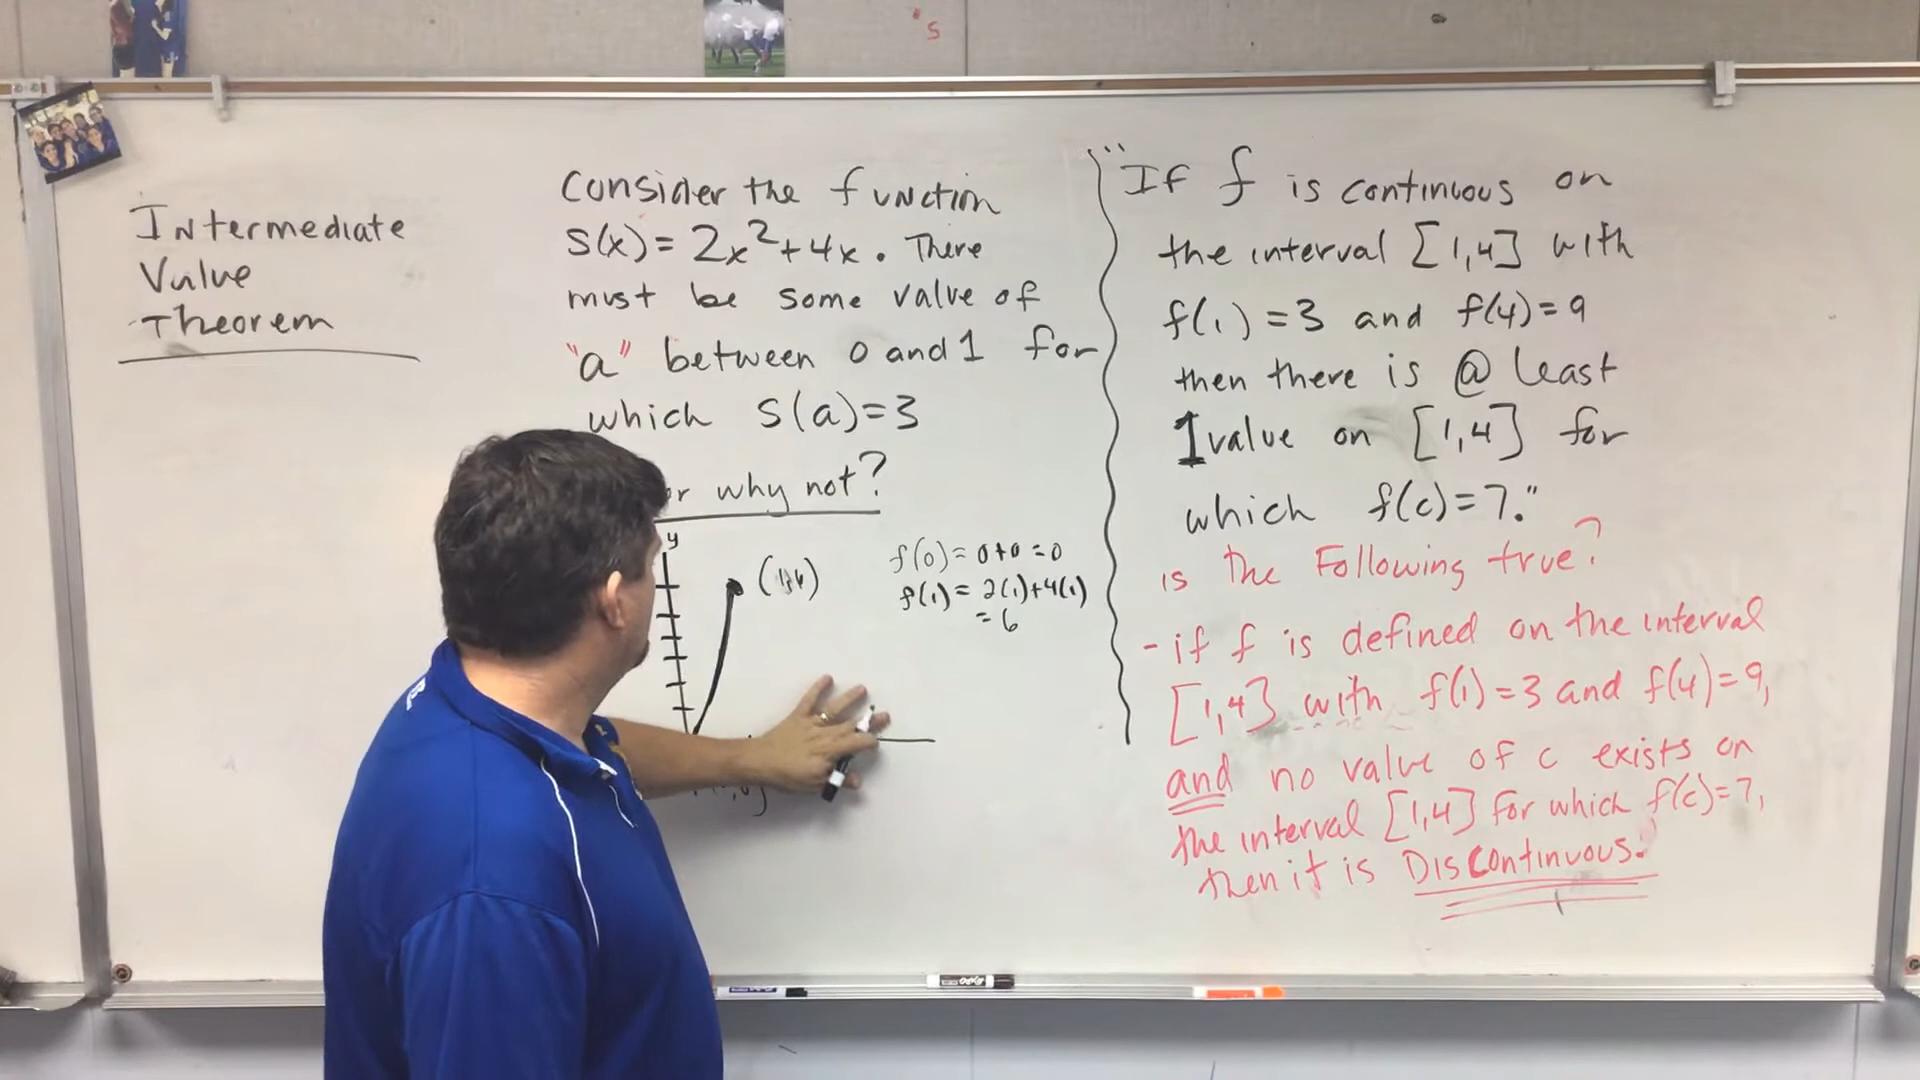 Intermediate
Value
Theorem
Consider the function
S(x) = 2x²+4x. There
must be some value of
"a" between 0 and 1 for
which S(a)=3
or why not?
y
(1,6)
f(0)= 0+0 = 0
f(1) = 2(1)+4(1)
= 6
"If f is continuous on
the interval [1,4] with
f(1) = 3 and f(4)=9
then there is @ least
1 value on [1,4] for
which f(c)=7."
is the Following true?
- if f is defined on the interval
[1,4] with f(1)=3 and f(4)=9,
and no value of c exists on
the interval [1,4] for which f(c)=7,
then it is Discontinuous.
's
EXPO